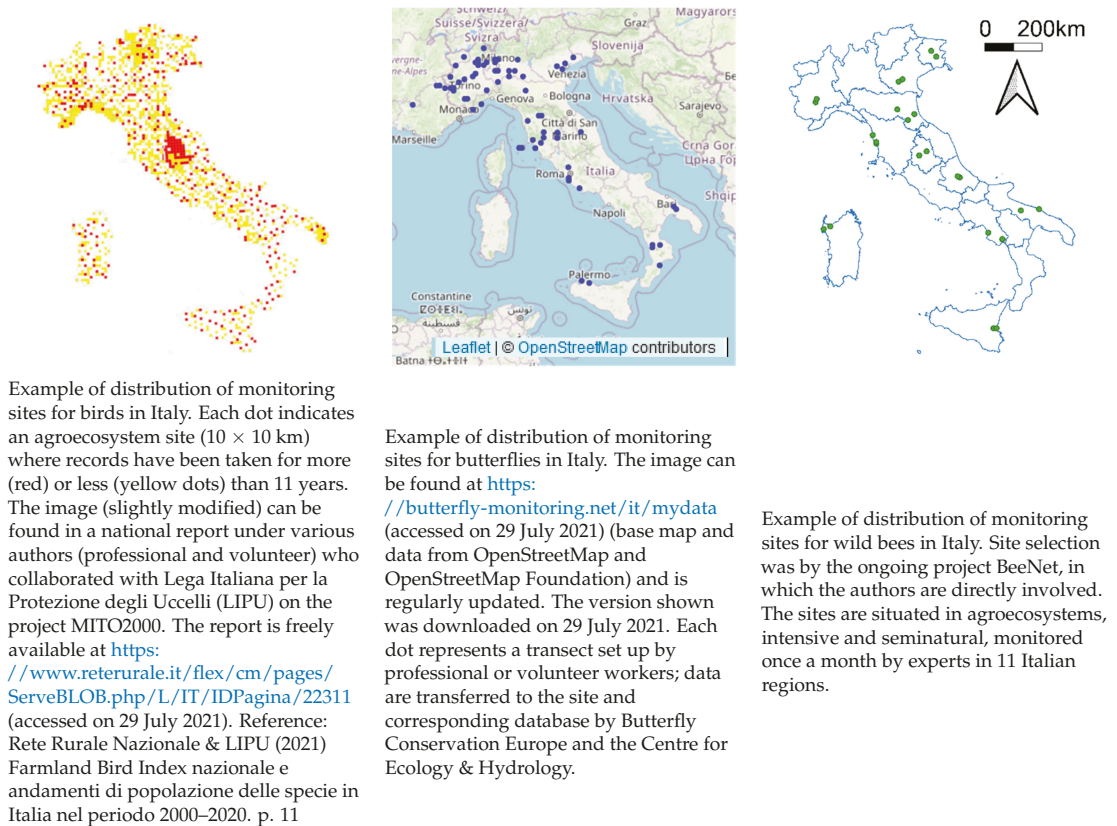 Suisse/Schweiz/
Svizra
Graz
Magyarors
Slovenija
Milano
vergne-
ne-Alpes
Torino
Venezia
Genova
Bologna
Hrvatska
Monaco
Sarajevo
Marseille
Città di San
Marino
Crna Gor
Црна Гор
Roma
Italia
Shqip
Napoli
Bari
Palermo
Constantine
تونس
قسنطينة
Batna
Leaflet | © OpenStreetMap contributors
0 200km
Example of distribution of monitoring
sites for birds in Italy. Each dot indicates
an agroecosystem site (10 × 10 km)
where records have been taken for more
(red) or less (yellow dots) than 11 years.
The image (slightly modified) can be
found in a national report under various
authors (professional and volunteer) who
collaborated with Lega Italiana per la
Protezione degli Uccelli (LIPU) on the
project MITO2000. The report is freely
available at https:
//www.reterurale.it/flex/cm/pages/
ServeBLOB.php/L/IT/IDPagina/22311
(accessed on 29 July 2021). Reference:
Rete Rurale Nazionale & LIPU (2021)
Farmland Bird Index nazionale e
andamenti di popolazione delle specie in
Italia nel periodo 2000–2020. p. 11
Example of distribution of monitoring
sites for butterflies in Italy. The image can
be found at https:
//butterfly-monitoring.net/it/mydata
(accessed on 29 July 2021) (base map and
data from OpenStreetMap and
OpenStreetMap Foundation) and is
regularly updated. The version shown
was downloaded on 29 July 2021. Each
dot represents a transect set up by
professional or volunteer workers; data
are transferred to the site and
corresponding database by Butterfly
Conservation Europe and the Centre for
Ecology & Hydrology.
Example of distribution of monitoring
sites for wild bees in Italy. Site selection
was by the ongoing project BeeNet, in
which the authors are directly involved.
The sites are situated in agroecosystems,
intensive and seminatural, monitored
once a month by experts in 11 Italian
regions.